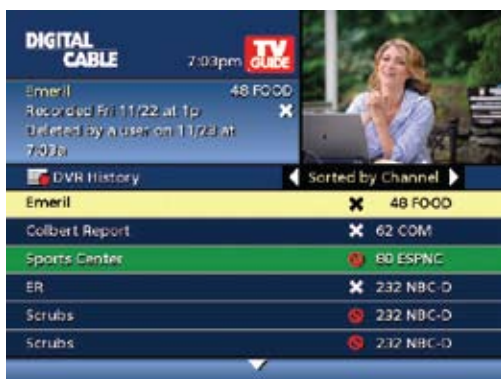 DIGITAL
CABLE
7:03pm
TV
GUIDE
Emeril 48 FOOD
Recorded Fri 11/22 at 1p
Deleted by a user on 11/23 at
7:03a
DVR History
Sorted by Channel
Emeril 48 FOOD
Colbert Report 62 COM
Sports Center 80 ESPNC
ER 232 NBC-D
Scrubs 232 NBC-D
Scrubs 232 NBC-D